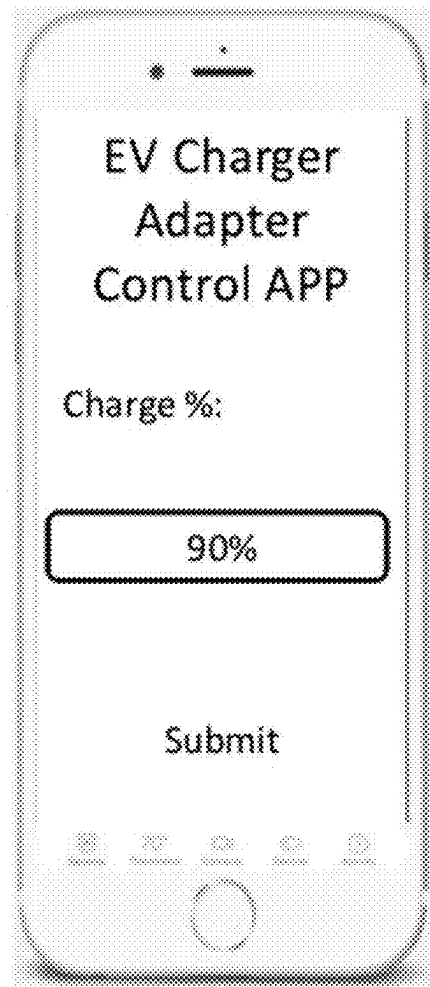 EV Charger
Adapter
Control APP
Charge %:
90%
Submit